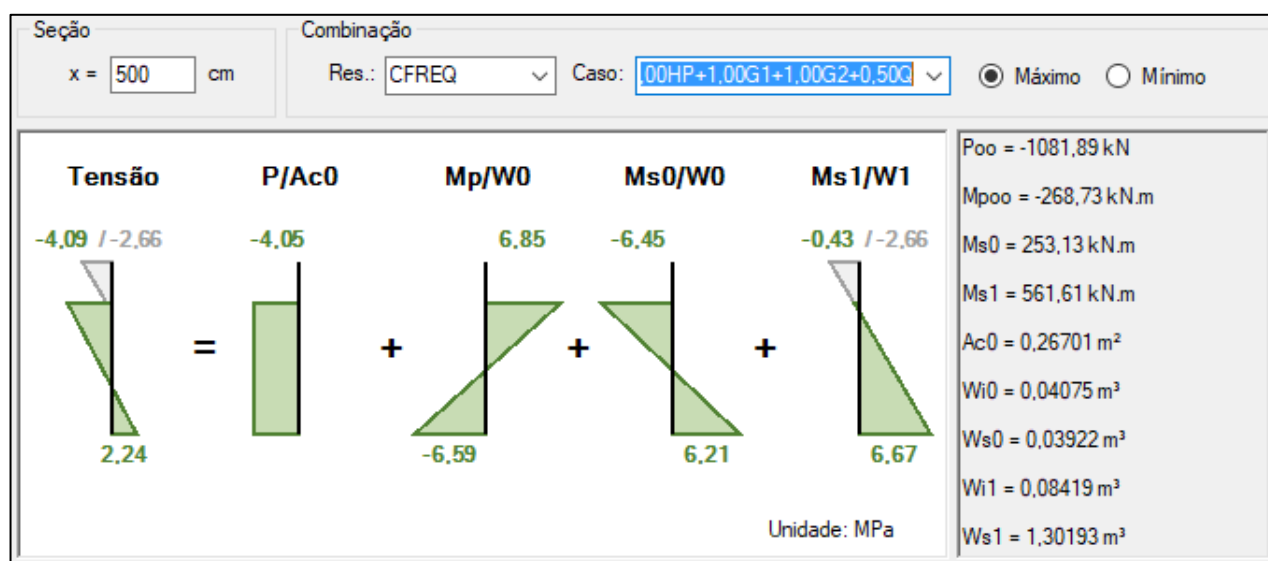 Seção
x = 500 cm
Combinação
Res.: CFREQ Caso: ,00HP+1,00G1+1,00G2+0,50Q Máximo Mínimo
Tensão P/Ac0 Mp/W0 Ms0/W0 Ms1/W1
-4,09 / -2,66 -4,05 6,85 -6,45 -0,43 / -2,66
= + + +
2,24 -6,59 6,21 6,67
Unidade: MPa
Poo = -1081,89 kN
Mpoo = -268,73 kN.m
Ms0 = 253,13 kN.m
Ms1 = 561,61 kN.m
Ac0 = 0,26701 m²
Wi0 = 0,04075 m³
Ws0 = 0,03922 m³
Wi1 = 0,08419 m³
Ws1 = 1,30193 m³